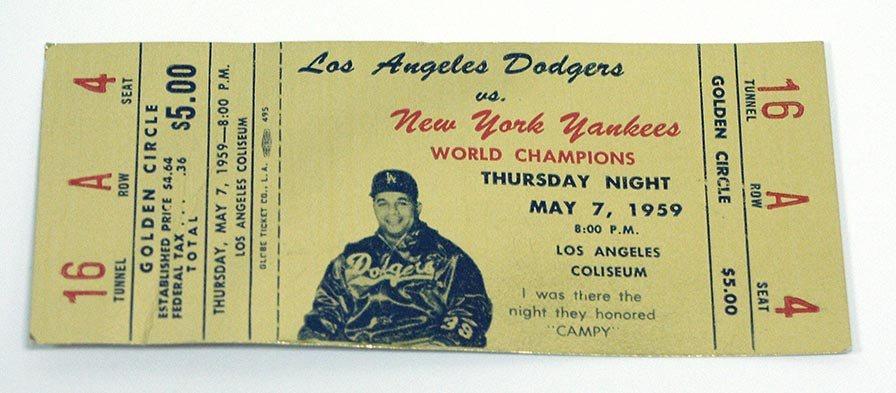 16 A 4
TUNNEL ROW SEAT
GOLDEN CIRCLE
ESTABLISHED PRICE $4.64
FEDERAL TAX.... .36
TOTAL $5.00
THURSDAY, MAY 7, 1959—8:00 P.M.
LOS ANGELES COLISEUM
GLOBE TICKET CO., L.A. 495
Los Angeles Dodgers
vs.
New York Yankees
WORLD CHAMPIONS
THURSDAY NIGHT
MAY 7, 1959
8:00 P.M.
LOS ANGELES
COLISEUM
I was there the
night they honored
"CAMPY"
LA
Dodgers
39
GOLDEN CIRCLE $5.00
TUNNEL ROW SEAT
16 A 4